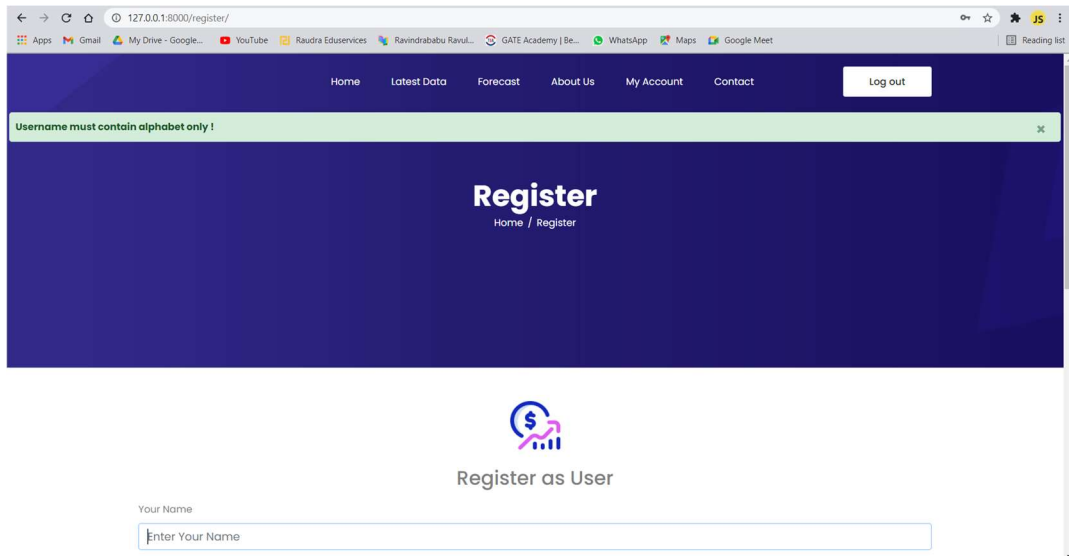 127.0.0.1:8000/register/
JS
Apps Gmail My Drive - Google... YouTube Raudra Eduservices Ravindrababu Ravul... GATE Academy | Be... WhatsApp Maps Google Meet Reading list
Home Latest Data Forecast About Us My Account Contact Log out
Username must contain alphabet only !
Register
Home / Register
$
Register as User
Your Name
Enter Your Name